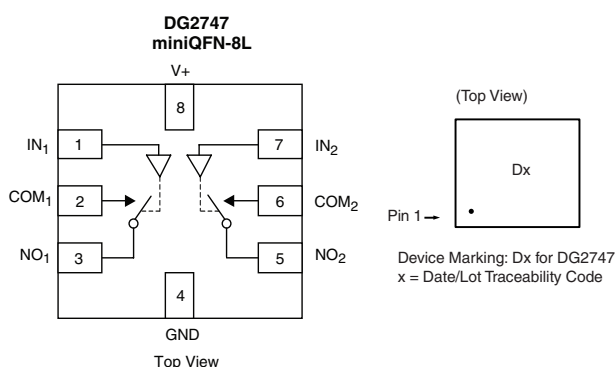 DG2747
miniQFN-8L
V+
8
IN1 1
7 IN2
COM1 2
6 COM2
NO1 3
5 NO2
4
GND
Top View
(Top View)
Dx
Pin 1
Device Marking: Dx for DG2747
x = Date/Lot Traceability Code